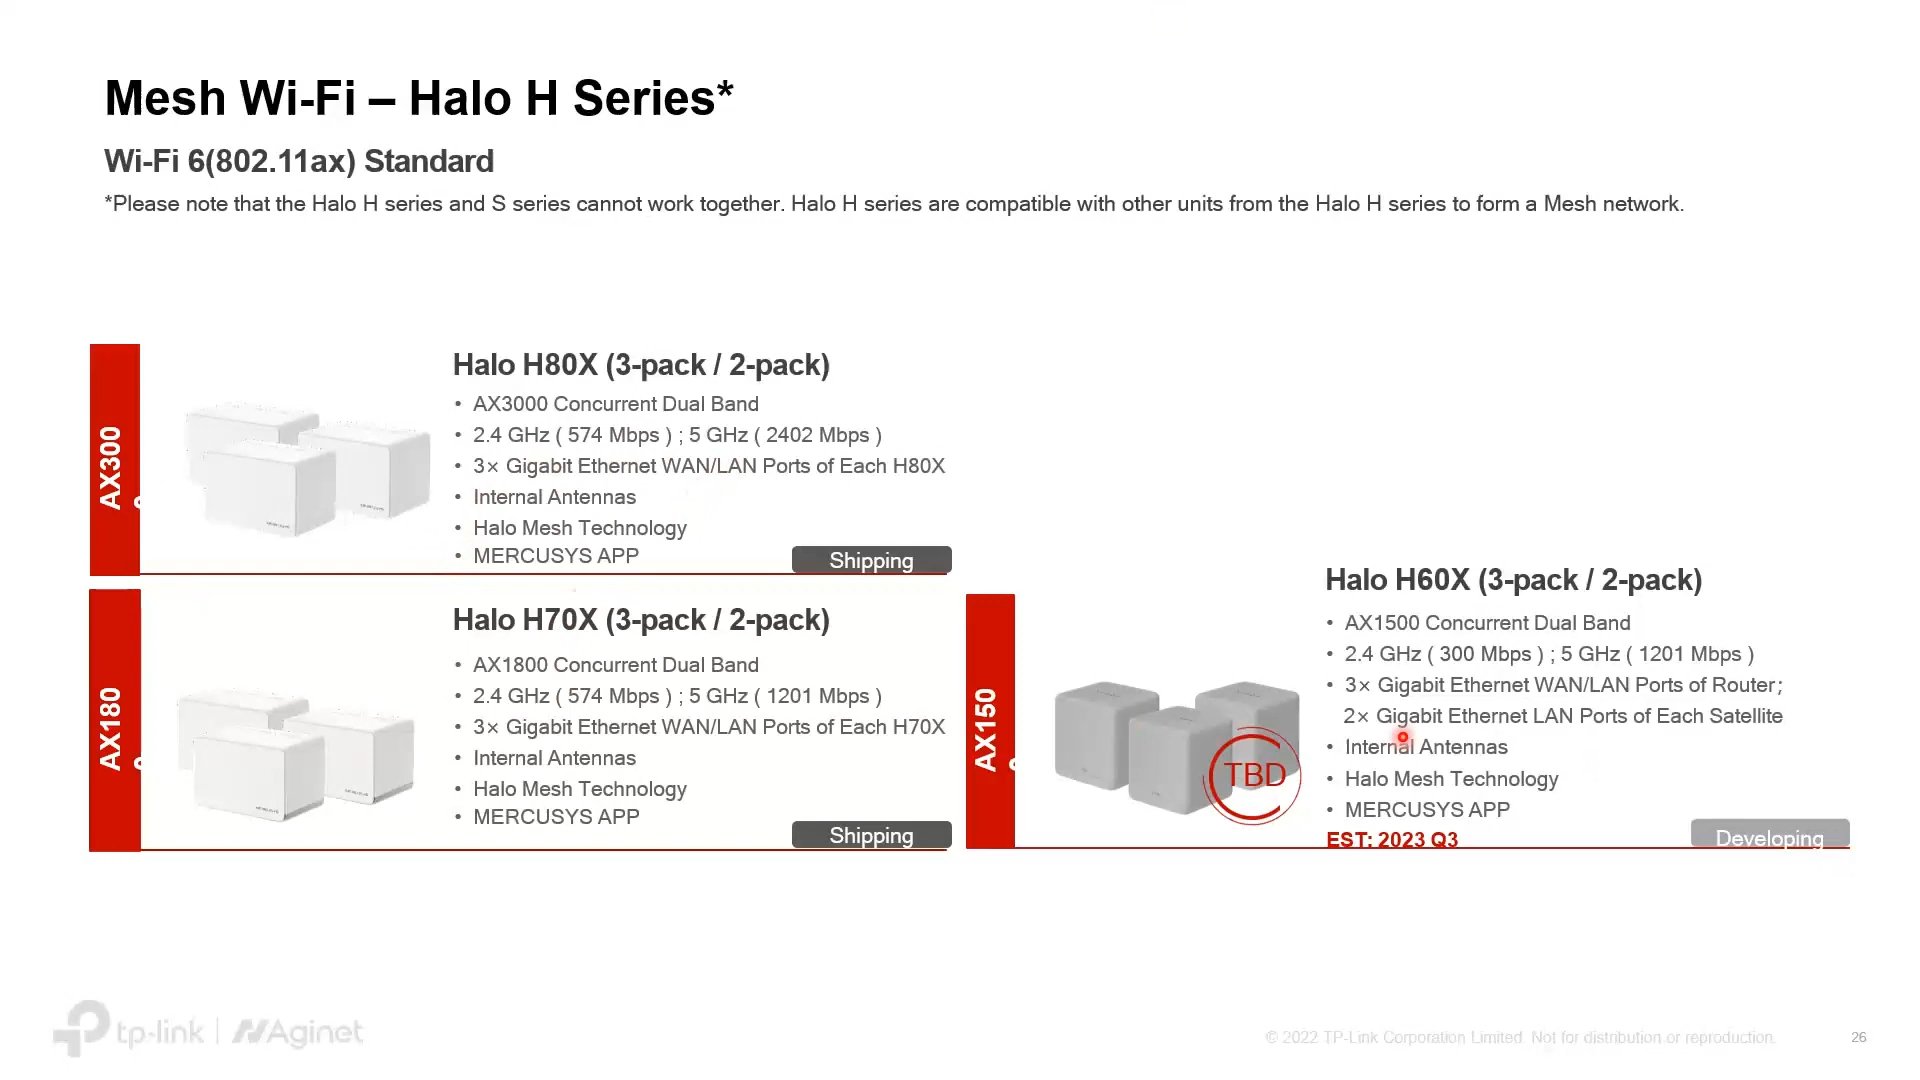 Mesh Wi-Fi – Halo H Series*
Wi-Fi 6(802.11ax) Standard
*Please note that the Halo H series and S series cannot work together. Halo H series are compatible with other units from the Halo H series to form a Mesh network.
AX300
Halo H80X (3-pack / 2-pack)
• AX3000 Concurrent Dual Band
• 2.4 GHz ( 574 Mbps ) ; 5 GHz ( 2402 Mbps )
• 3× Gigabit Ethernet WAN/LAN Ports of Each H80X
• Internal Antennas
• Halo Mesh Technology
• MERCUSYS APP
Shipping
AX180
Halo H70X (3-pack / 2-pack)
• AX1800 Concurrent Dual Band
• 2.4 GHz ( 574 Mbps ) ; 5 GHz ( 1201 Mbps )
• 3× Gigabit Ethernet WAN/LAN Ports of Each H70X
• Internal Antennas
• Halo Mesh Technology
• MERCUSYS APP
Shipping
AX150
TBD
Halo H60X (3-pack / 2-pack)
• AX1500 Concurrent Dual Band
• 2.4 GHz ( 300 Mbps ) ; 5 GHz ( 1201 Mbps )
• 3× Gigabit Ethernet WAN/LAN Ports of Router;
2× Gigabit Ethernet LAN Ports of Each Satellite
• Internal Antennas
• Halo Mesh Technology
• MERCUSYS APP
EST: 2023 Q3
Developing
tp-link | Aginet
© 2022 TP-Link Corporation Limited. Not for distribution or reproduction.
26